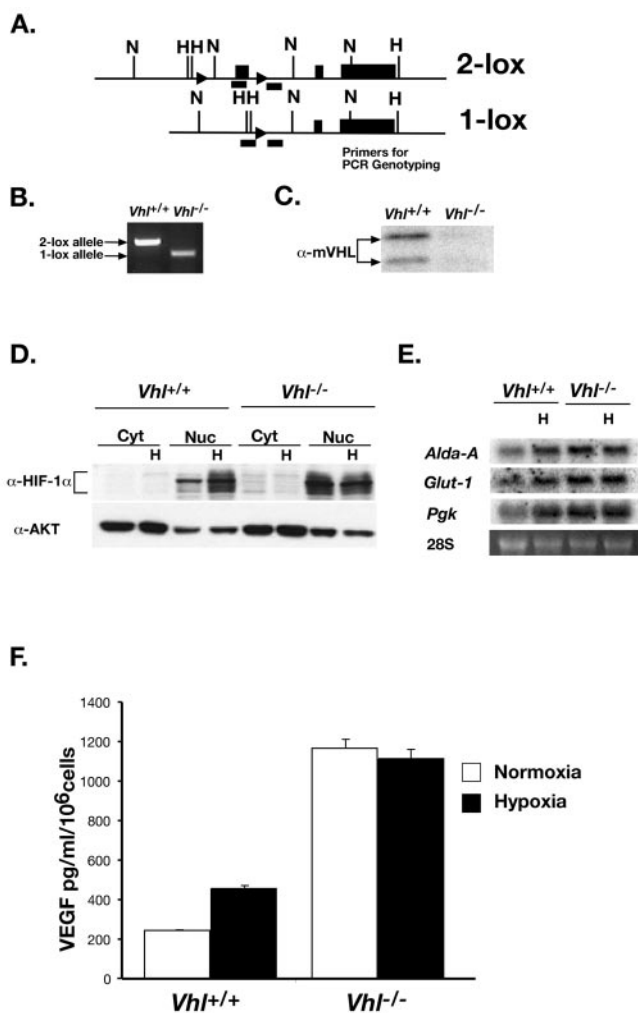 A.
N HH N N N H
2-lox
N HH N N H
1-lox
Primers for
PCR Genotyping
B.
Vhl+/+ Vhl-/-
2-lox allele
1-lox allele
C.
Vhl+/+ Vhl-/-
α-mVHL
D.
Vhl+/+ Vhl-/-
Cyt Nuc Cyt Nuc
H H H H
α-HIF-1α
α-AKT
E.
Vhl+/+ Vhl-/-
H H
Alda-A
Glut-1
Pgk
28S
F.
VEGF pg/ml/10⁶cells
1400
1200
1000
800
600
400
200
0
Normoxia
Hypoxia
Vhl+/+ Vhl-/-